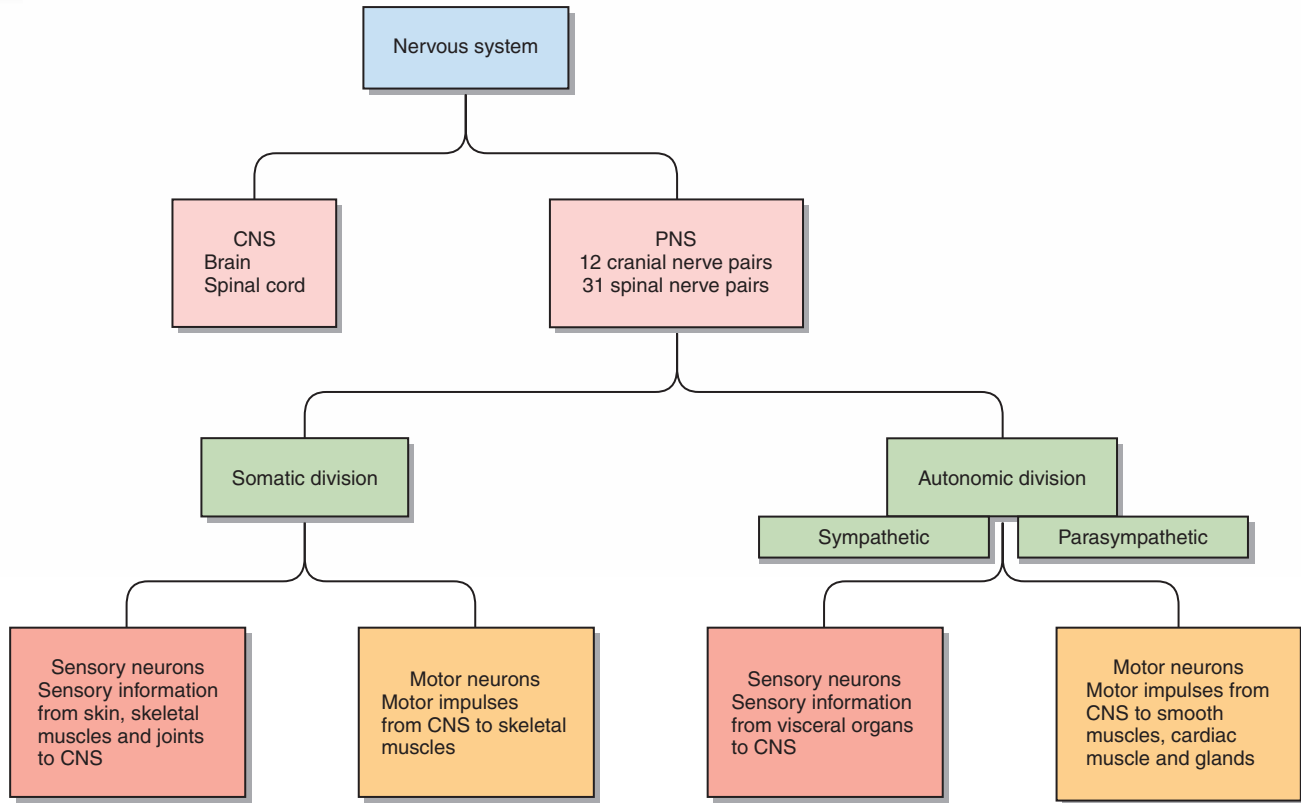 Nervous system
CNS
Brain
Spinal cord
PNS
12 cranial nerve pairs
31 spinal nerve pairs
Somatic division
Autonomic division
Sympathetic
Parasympathetic
Sensory neurons
Sensory information
from skin, skeletal
muscles and joints
to CNS
Motor neurons
Motor impulses
from CNS to skeletal
muscles
Sensory neurons
Sensory information
from visceral organs
to CNS
Motor neurons
Motor impulses from
CNS to smooth
muscles, cardiac
muscle and glands